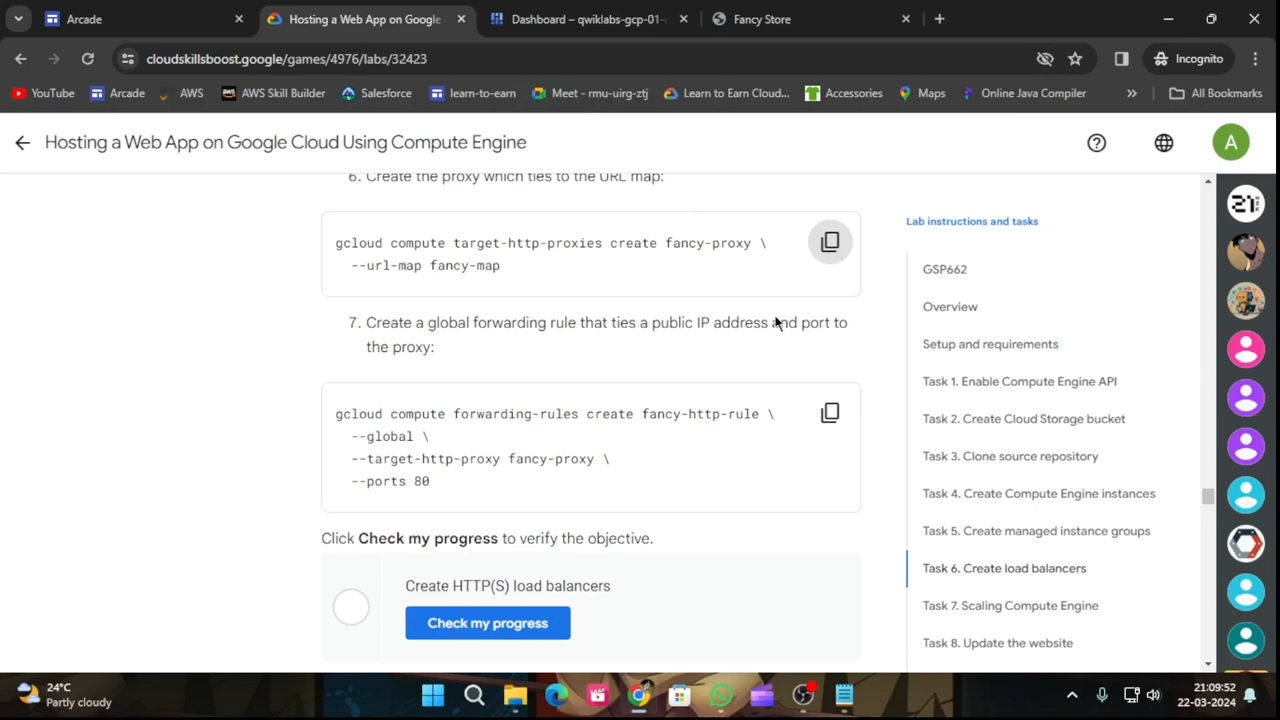 Arcade
Hosting a Web App on Google
Dashboard – qwiklabs-gcp-01-
Fancy Store
cloudskillsboost.google/games/4976/labs/32423
Incognito
YouTube
Arcade
AWS
AWS Skill Builder
Salesforce
learn-to-earn
Meet - rmu-uirg-ztj
Learn to Earn Cloud...
Accessories
Maps
Online Java Compiler
»
All Bookmarks
Hosting a Web App on Google Cloud Using Compute Engine
A
6. Create the proxy which ties to the URL map:
gcloud compute target-http-proxies create fancy-proxy \
--url-map fancy-map
7. Create a global forwarding rule that ties a public IP address and port to
the proxy:
gcloud compute forwarding-rules create fancy-http-rule \
--global \
--target-http-proxy fancy-proxy \
--ports 80
Click Check my progress to verify the objective.
Create HTTP(S) load balancers
Check my progress
Lab instructions and tasks
GSP662
Overview
Setup and requirements
Task 1. Enable Compute Engine API
Task 2. Create Cloud Storage bucket
Task 3. Clone source repository
Task 4. Create Compute Engine instances
Task 5. Create managed instance groups
Task 6. Create load balancers
Task 7. Scaling Compute Engine
Task 8. Update the website
24°C
Partly cloudy
21:09:52
22-03-2024